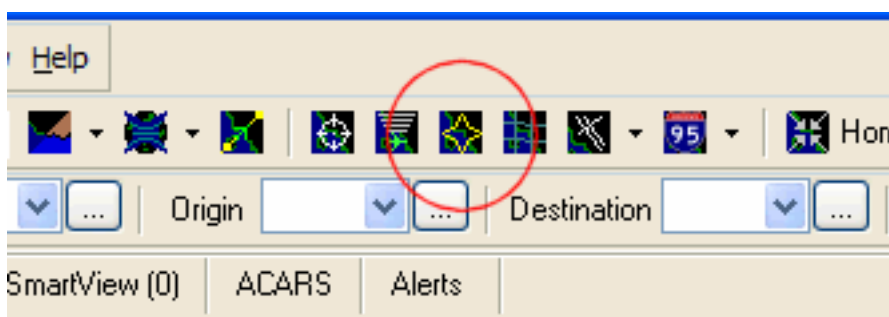 Help
95 Hon
... Origin ... Destination ...
SmartView (0) ACARS Alerts